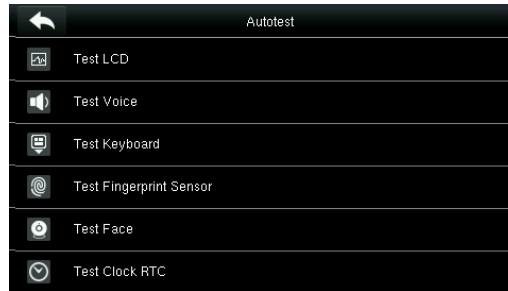 Autotest
Test LCD
Test Voice
Test Keyboard
Test Fingerprint Sensor
Test Face
Test Clock RTC